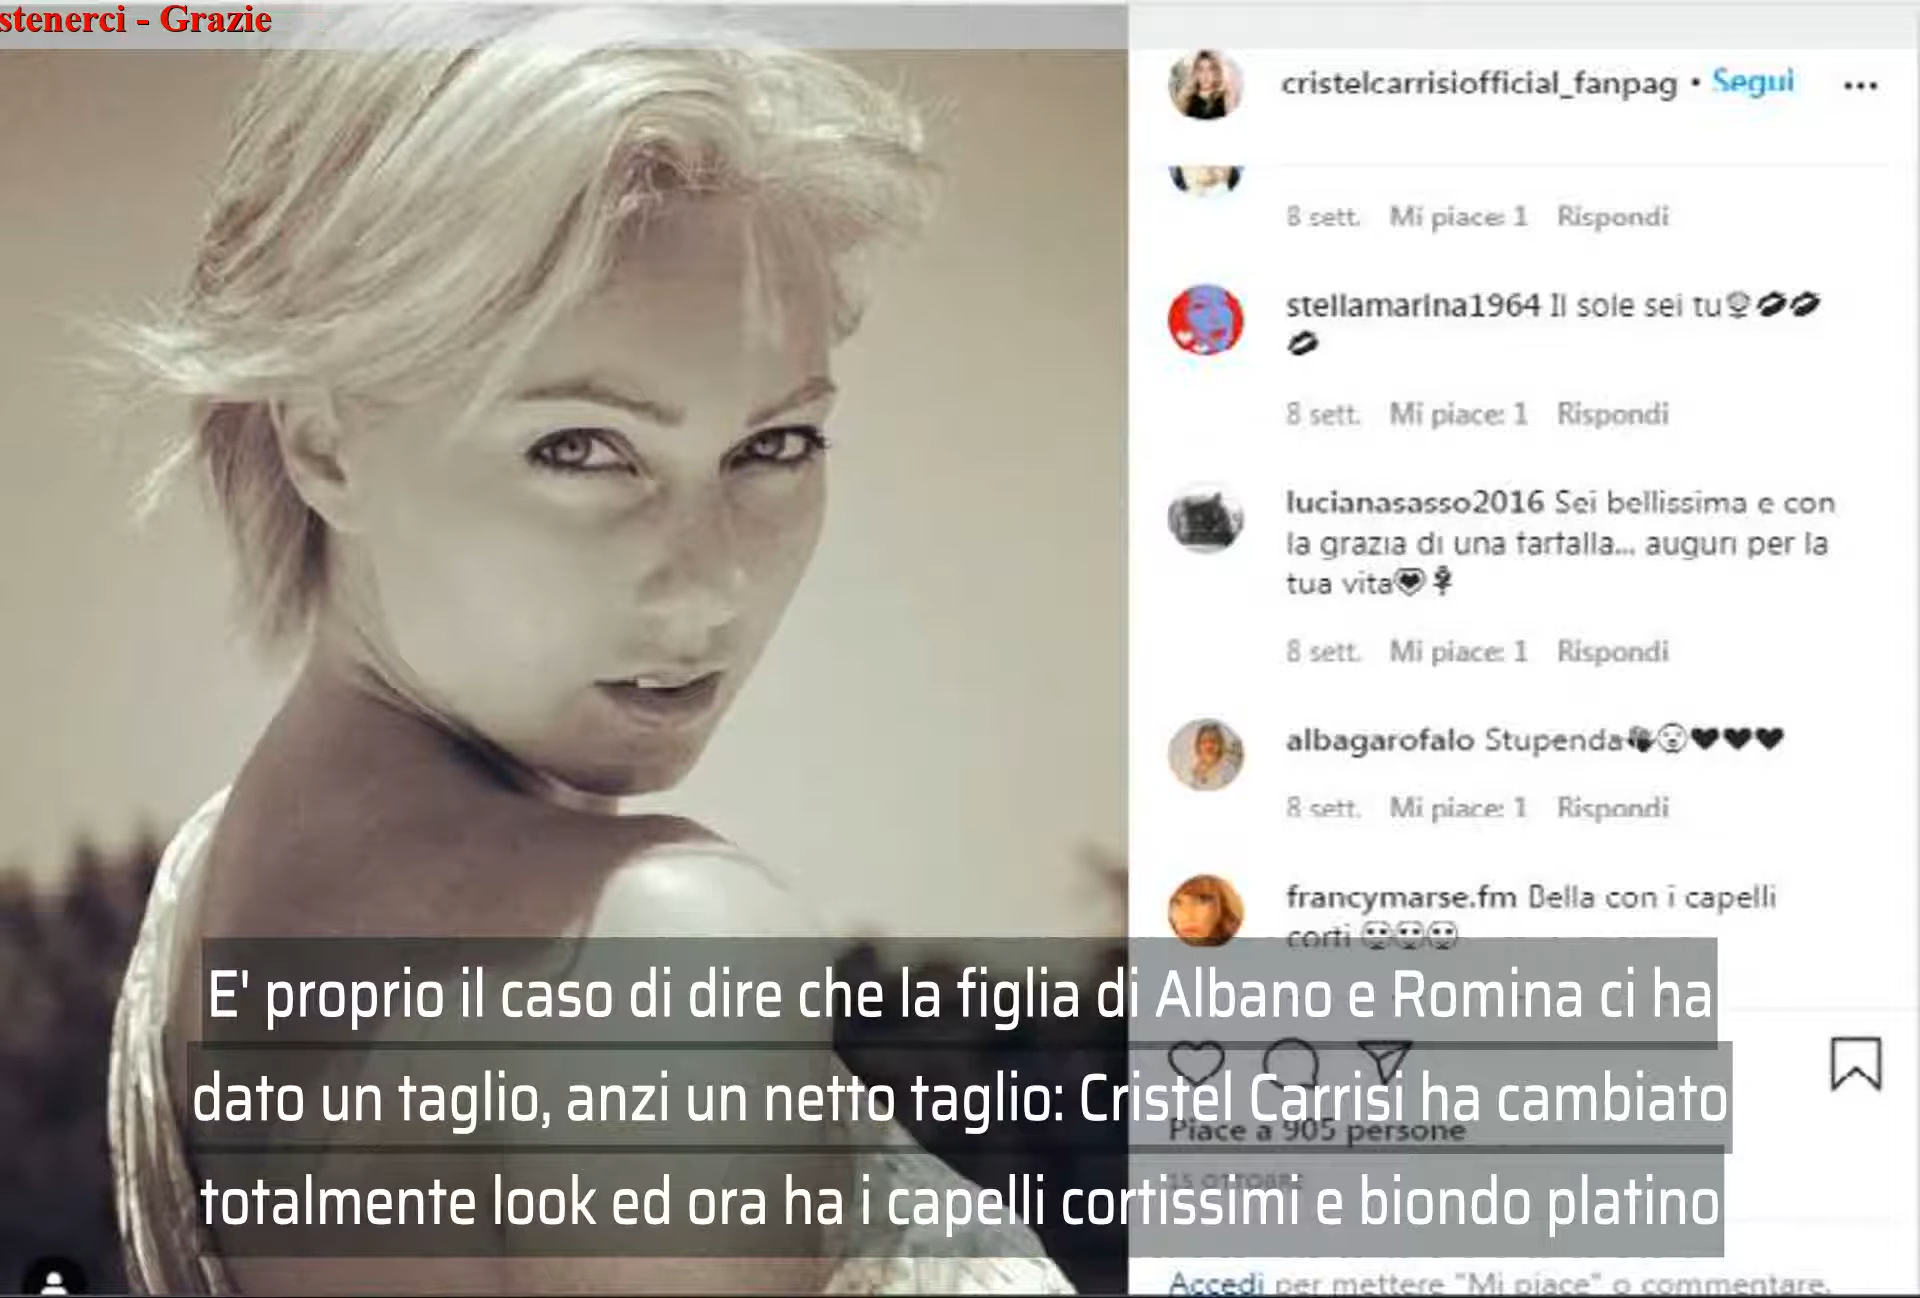 stenerci - Grazie
cristelcarrisiofficial_fanpag • Segui
8 sett. Mi piace: 1 Rispondi
stellamarina1964 Il sole sei tu
8 sett. Mi piace: 1 Rispondi
lucianasasso2016 Sei bellissima e con
la grazia di una farfalla... auguri per la
tua vita
8 sett. Mi piace: 1 Rispondi
albagarofalo Stupenda
8 sett. Mi piace: 1 Rispondi
francymarse.fm Bella con i capelli
corti
E' proprio il caso di dire che la figlia di Albano e Romina ci ha
dato un taglio, anzi un netto taglio: Cristel Carrisi ha cambiato
totalmente look ed ora ha i capelli cortissimi e biondo platino
Piace a 905 persone
15 OTTOBRE
Accedi per mettere "Mi piace" o commentare.